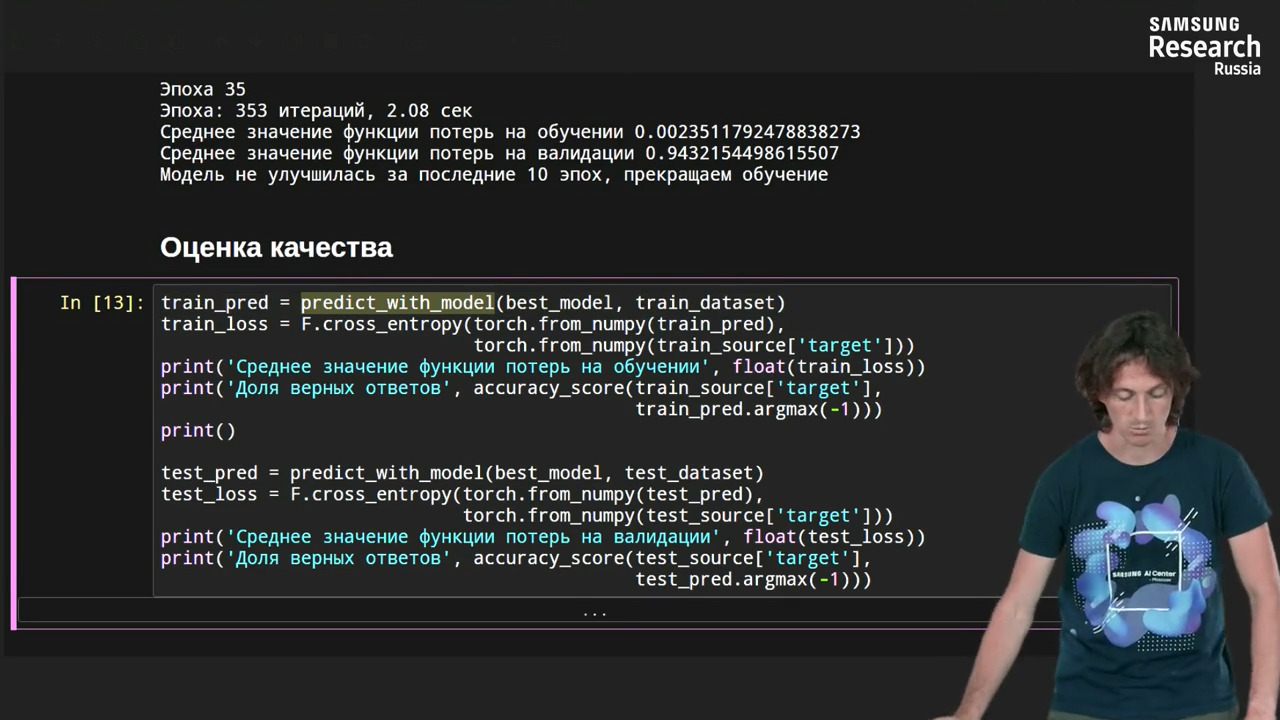 SAMSUNG
Research
Russia
Эпоха 35
Эпоха: 353 итераций, 2.08 сек
Среднее значение функции потерь на обучении 0.0023511792478838273
Среднее значение функции потерь на валидации 0.9432154498615507
Модель не улучшилась за последние 10 эпох, прекращаем обучение
Оценка качества
In [13]: train_pred = predict_with_model(best_model, train_dataset)
train_loss = F.cross_entropy(torch.from_numpy(train_pred),
torch.from_numpy(train_source['target']))
print('Среднее значение функции потерь на обучении', float(train_loss))
print('Доля верных ответов', accuracy_score(train_source['target'],
train_pred.argmax(-1)))
print()
test_pred = predict_with_model(best_model, test_dataset)
test_loss = F.cross_entropy(torch.from_numpy(test_pred),
torch.from_numpy(test_source['target']))
print('Среднее значение функции потерь на валидации', float(test_loss))
print('Доля верных ответов', accuracy_score(test_source['target'],
test_pred.argmax(-1)))
...
SAMSUNG AI Center
- Moscow